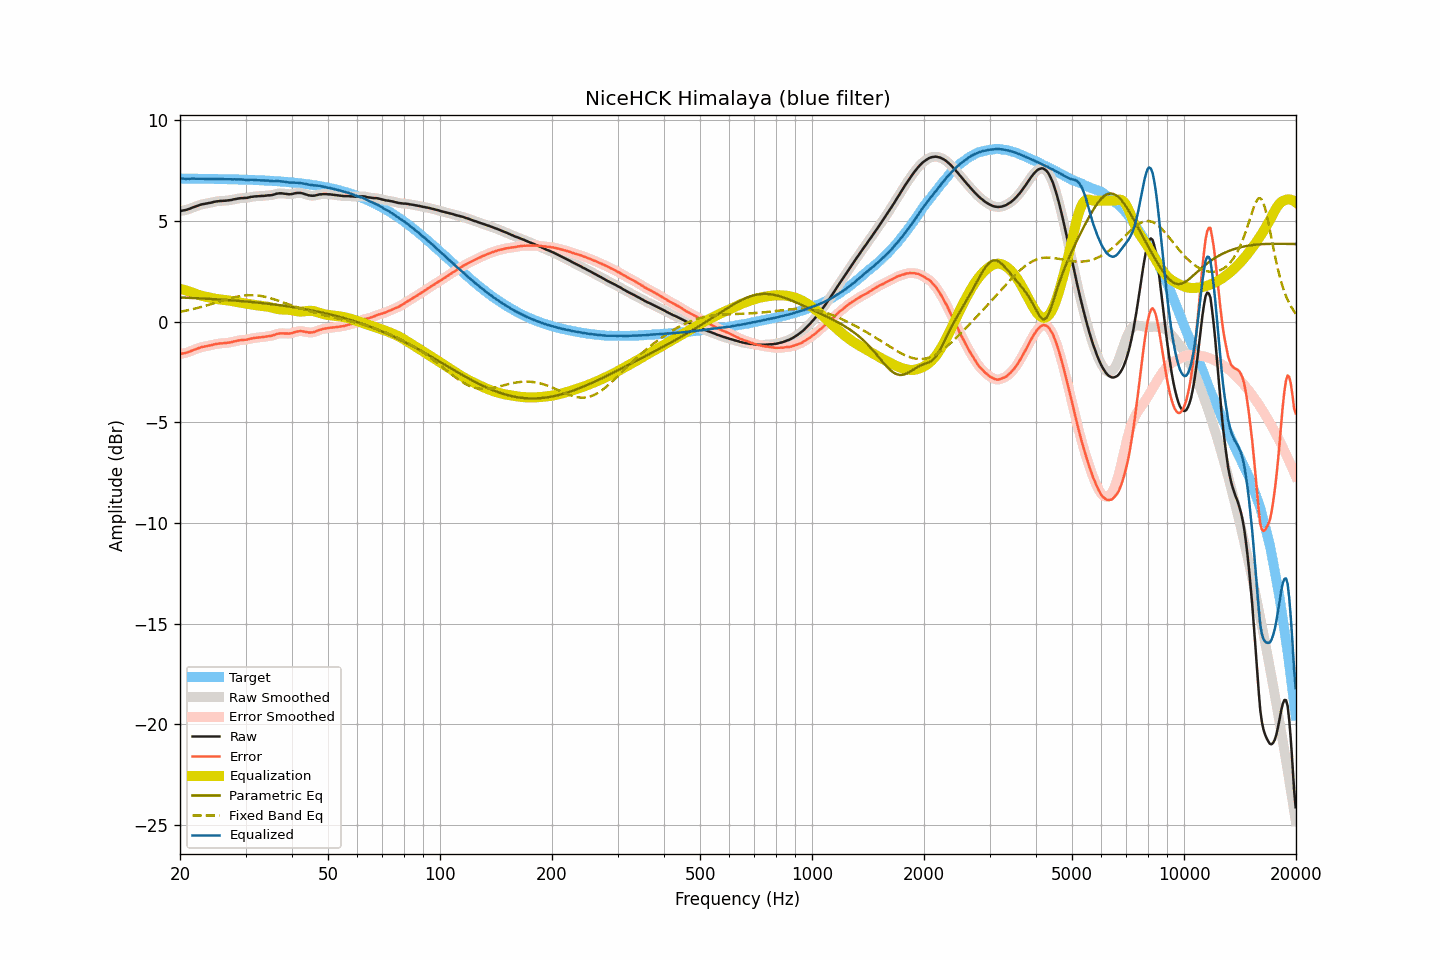 NiceHCK Himalaya (blue filter)
10
5
0
−5
−10
−15
−20
−25
Amplitude (dBr)
Target
Raw Smoothed
Error Smoothed
Raw
Error
Equalization
Parametric Eq
Fixed Band Eq
Equalized
20 50 100 200 500 1000 2000 5000 10000 20000
Frequency (Hz)